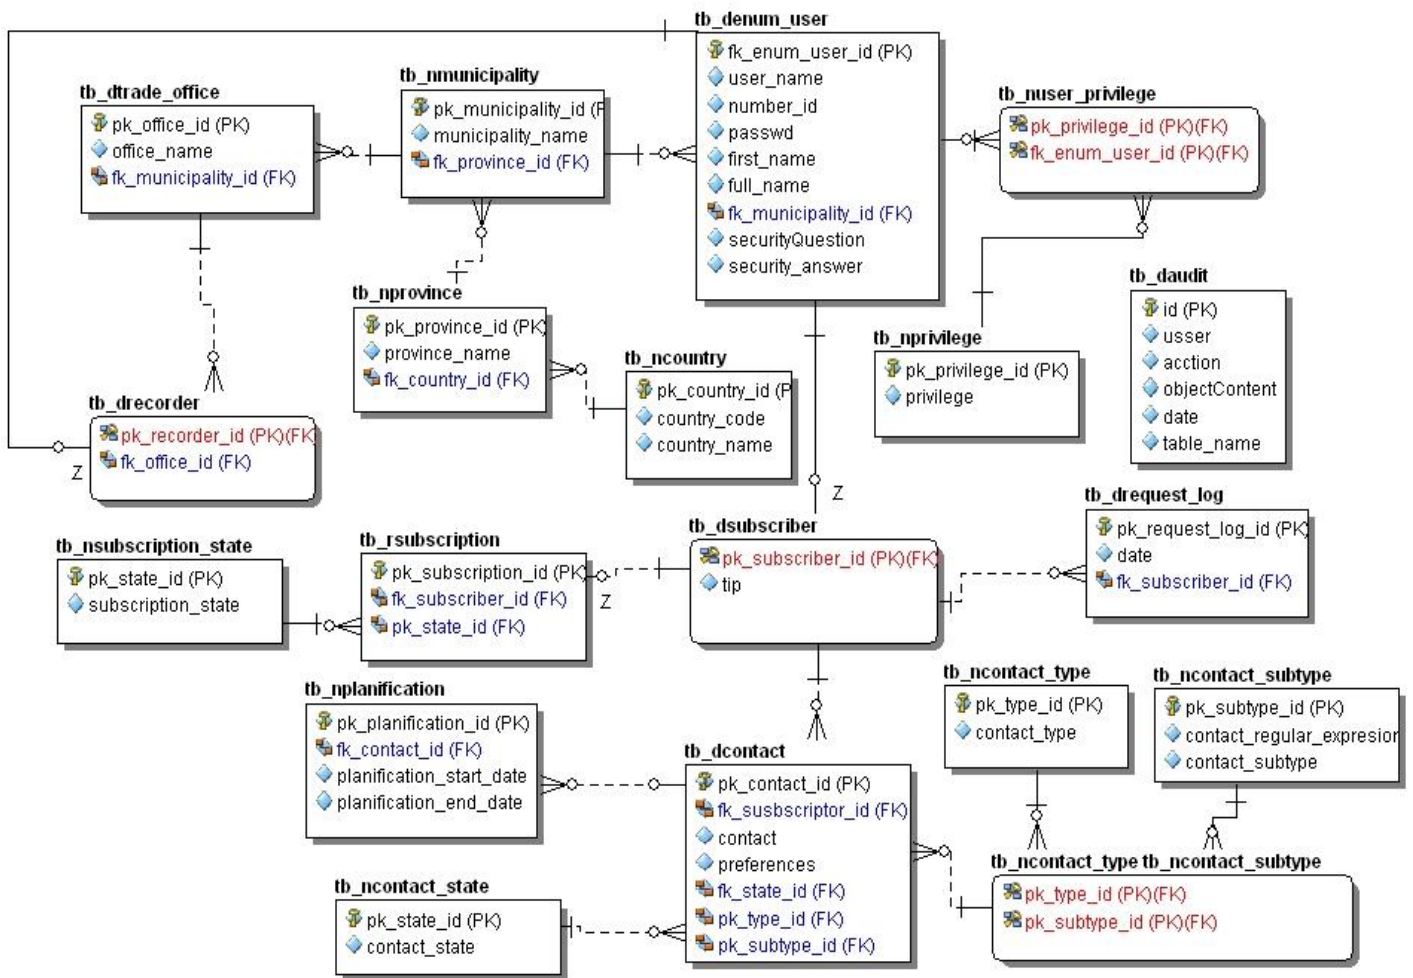 tb_denum_user
fk_enum_user_id (PK)
user_name
number_id
passwd
first_name
full_name
fk_municipality_id (FK)
securityQuestion
security_answer
tb_nmunicipality
pk_municipality_id (P
municipality_name
fk_province_id (FK)
tb_dtrade_office
pk_office_id (PK)
office_name
fk_municipality_id (FK)
tb_nuser_privilege
pk_privilege_id (PK)(FK)
fk_enum_user_id (PK)(FK)
tb_nprovince
pk_province_id (PK)
province_name
fk_country_id (FK)
tb_ncountry
pk_country_id (P
country_code
country_name
tb_nprivilege
pk_privilege_id (PK)
privilege
tb_daudit
id (PK)
usser
acction
objectContent
date
table_name
tb_drecorder
pk_recorder_id (PK)(FK)
fk_office_id (FK)
Z
Z
tb_drequest_log
pk_request_log_id (PK)
date
fk_subscriber_id (FK)
tb_nsubscription_state
pk_state_id (PK)
subscription_state
tb_rsubscription
pk_subscription_id (PK)
fk_subscriber_id (FK)
pk_state_id (FK)
Z
tb_dsubscriber
pk_subscriber_id (PK)(FK)
tip
tb_nplanification
pk_planification_id (PK)
fk_contact_id (FK)
planification_start_date
planification_end_date
tb_dcontact
pk_contact_id (PK)
fk_susbscriptor_id (FK)
contact
preferences
fk_state_id (FK)
pk_type_id (FK)
pk_subtype_id (FK)
tb_ncontact_type
pk_type_id (PK)
contact_type
tb_ncontact_subtype
pk_subtype_id (PK)
contact_regular_expresion
contact_subtype
tb_ncontact_state
pk_state_id (PK)
contact_state
tb_ncontact_type tb_ncontact_subtype
pk_type_id (PK)(FK)
pk_subtype_id (PK)(FK)